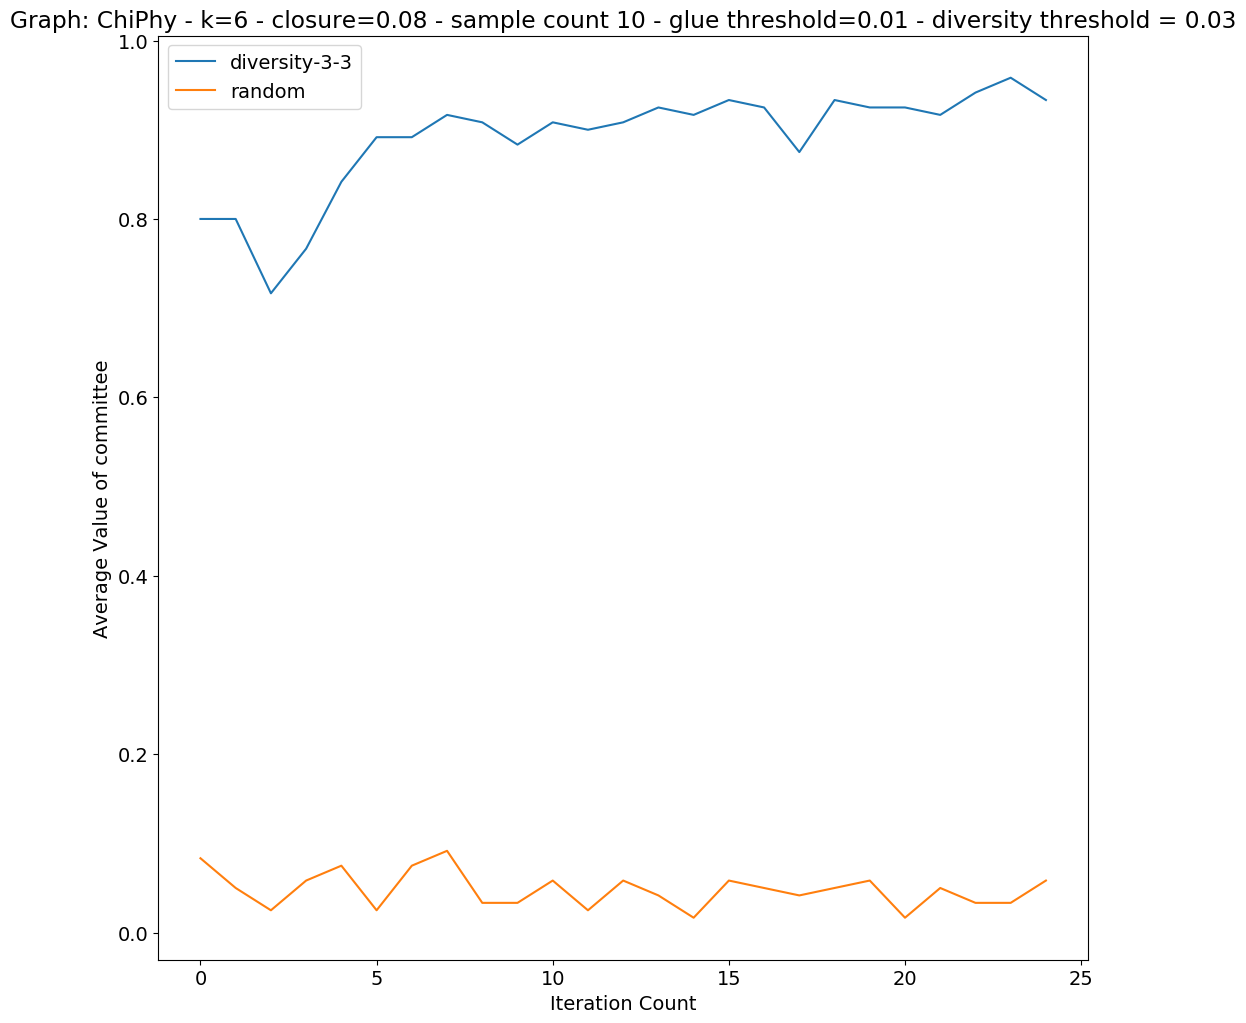 Graph: ChiPhy - k=6 - closure=0.08 - sample count 10 - glue threshold=0.01 - diversity threshold = 0.03
diversity-3-3
random
1.0
0.8
0.6
0.4
0.2
0.0
Average Value of committee
0 5 10 15 20 25
Iteration Count